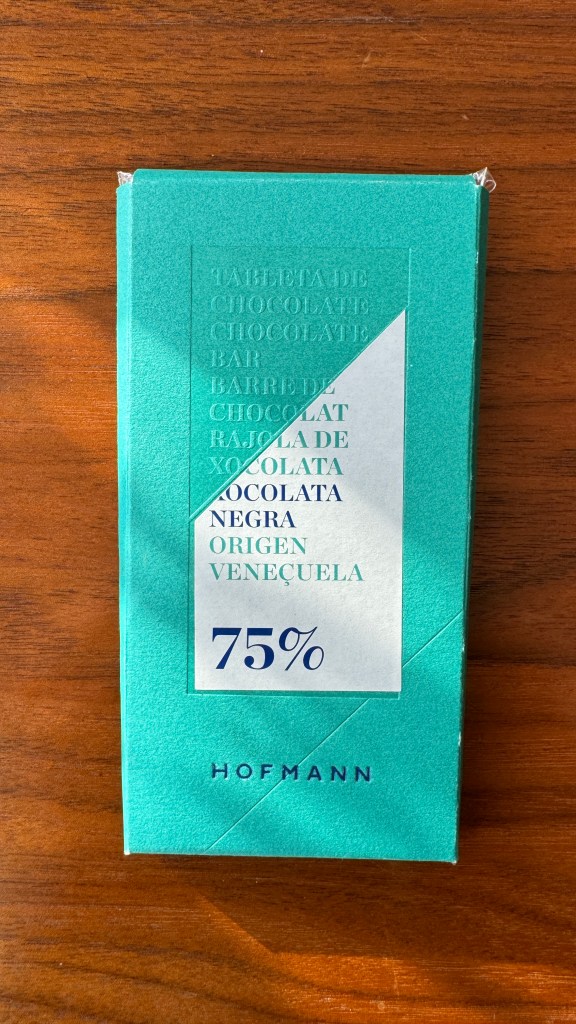 TABLETA DE
CHOCOLATE
CHOCOLATE
BAR
BARRE DE
CHOCOLAT
RAJOLA DE
XOCOLATA
XOCOLATA
NEGRA
ORIGEN
VENEÇUELA
75%
HOFMANN